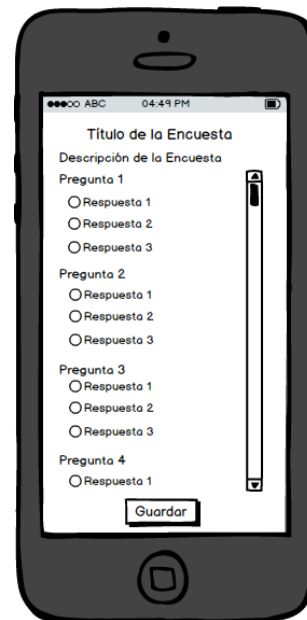 ABC 04:49 PM
Título de la Encuesta
Descripción de la Encuesta
Pregunta 1
Respuesta 1
Respuesta 2
Respuesta 3
Pregunta 2
Respuesta 1
Respuesta 2
Respuesta 3
Pregunta 3
Respuesta 1
Respuesta 2
Respuesta 3
Pregunta 4
Respuesta 1
Guardar